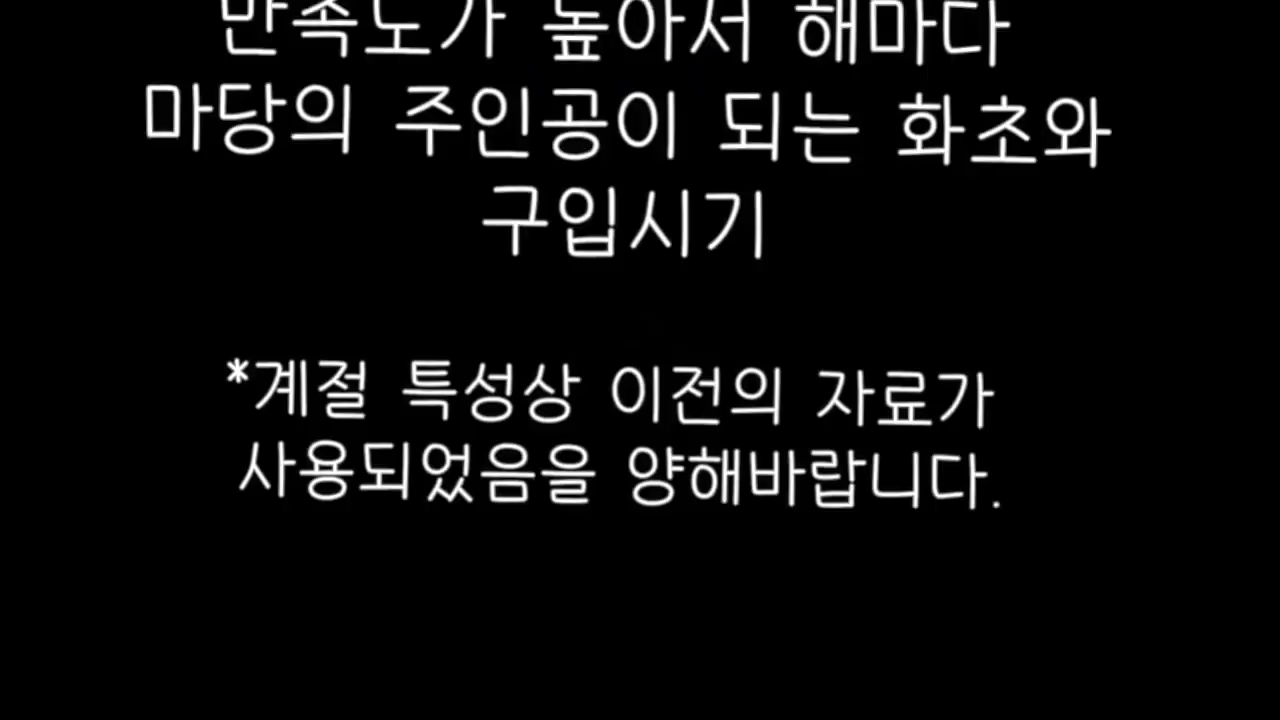 만족도가 높아서 해마다
마당의 주인공이 되는 화초와
구입시기
*계절 특성상 이전의 자료가
사용되었음을 양해바랍니다.